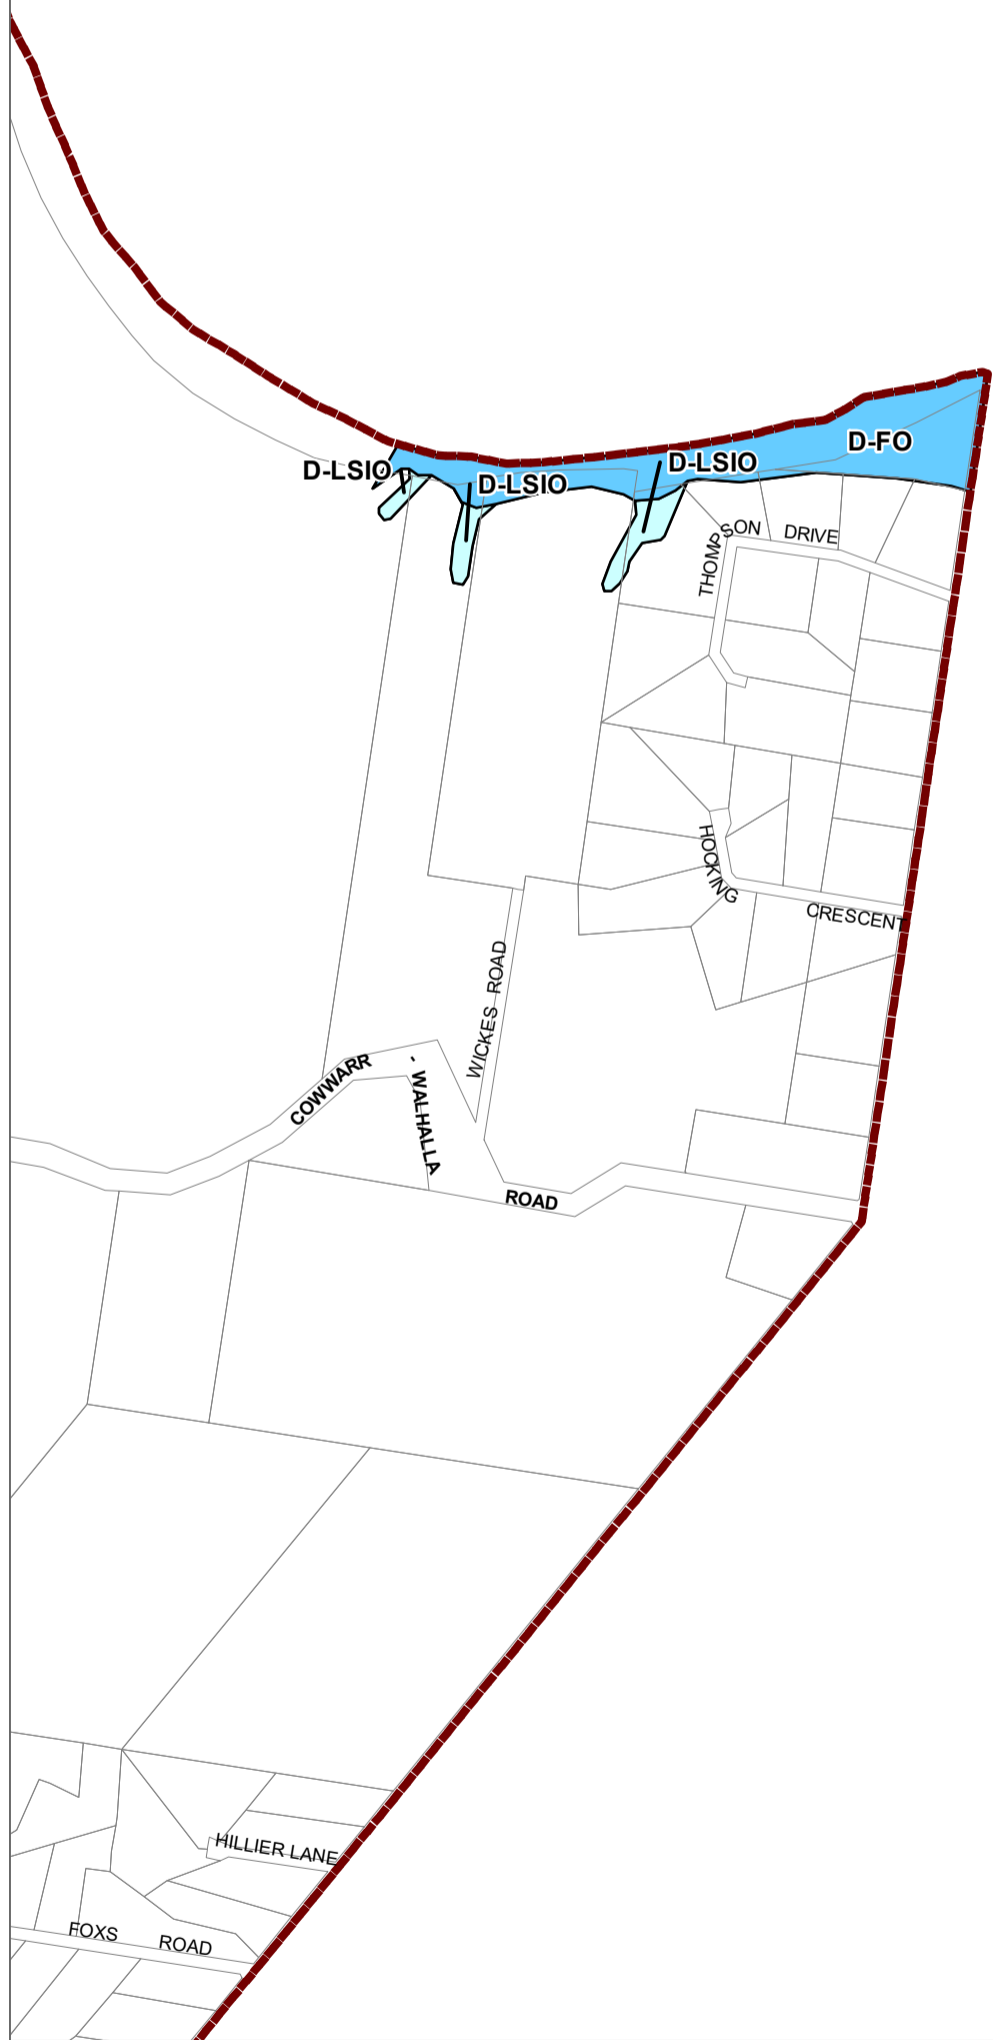 D-FO
D-LSIO
D-LSIO
D-LSIO
THOMPSON DRIVE
HOCKING
CRESCENT
WICKES ROAD
COWWARR
- WALHALLA
ROAD
HILLIER LANE
FOXS ROAD